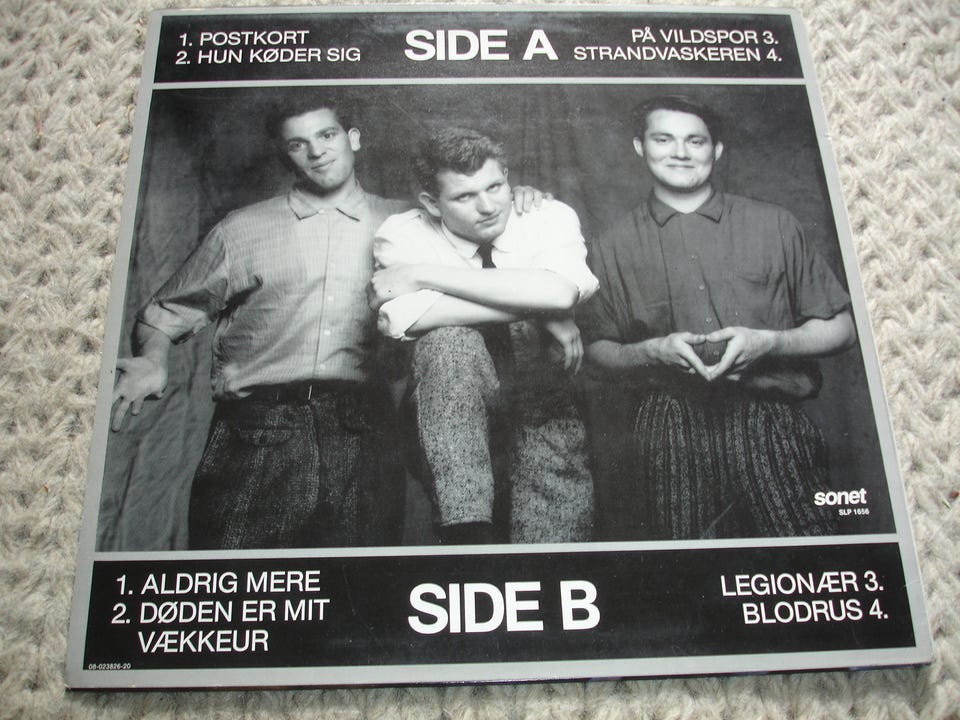 1. POSTKORT
2. HUN KØDER SIG
SIDE A
PÅ VILDSPOR 3.
STRANDVASKEREN 4.
sonet
SLP 1656
1. ALDRIG MERE
2. DØDEN ER MIT
VÆKKEUR
SIDE B
LEGIONÆR 3.
BLODRUS 4.
08-023826-20